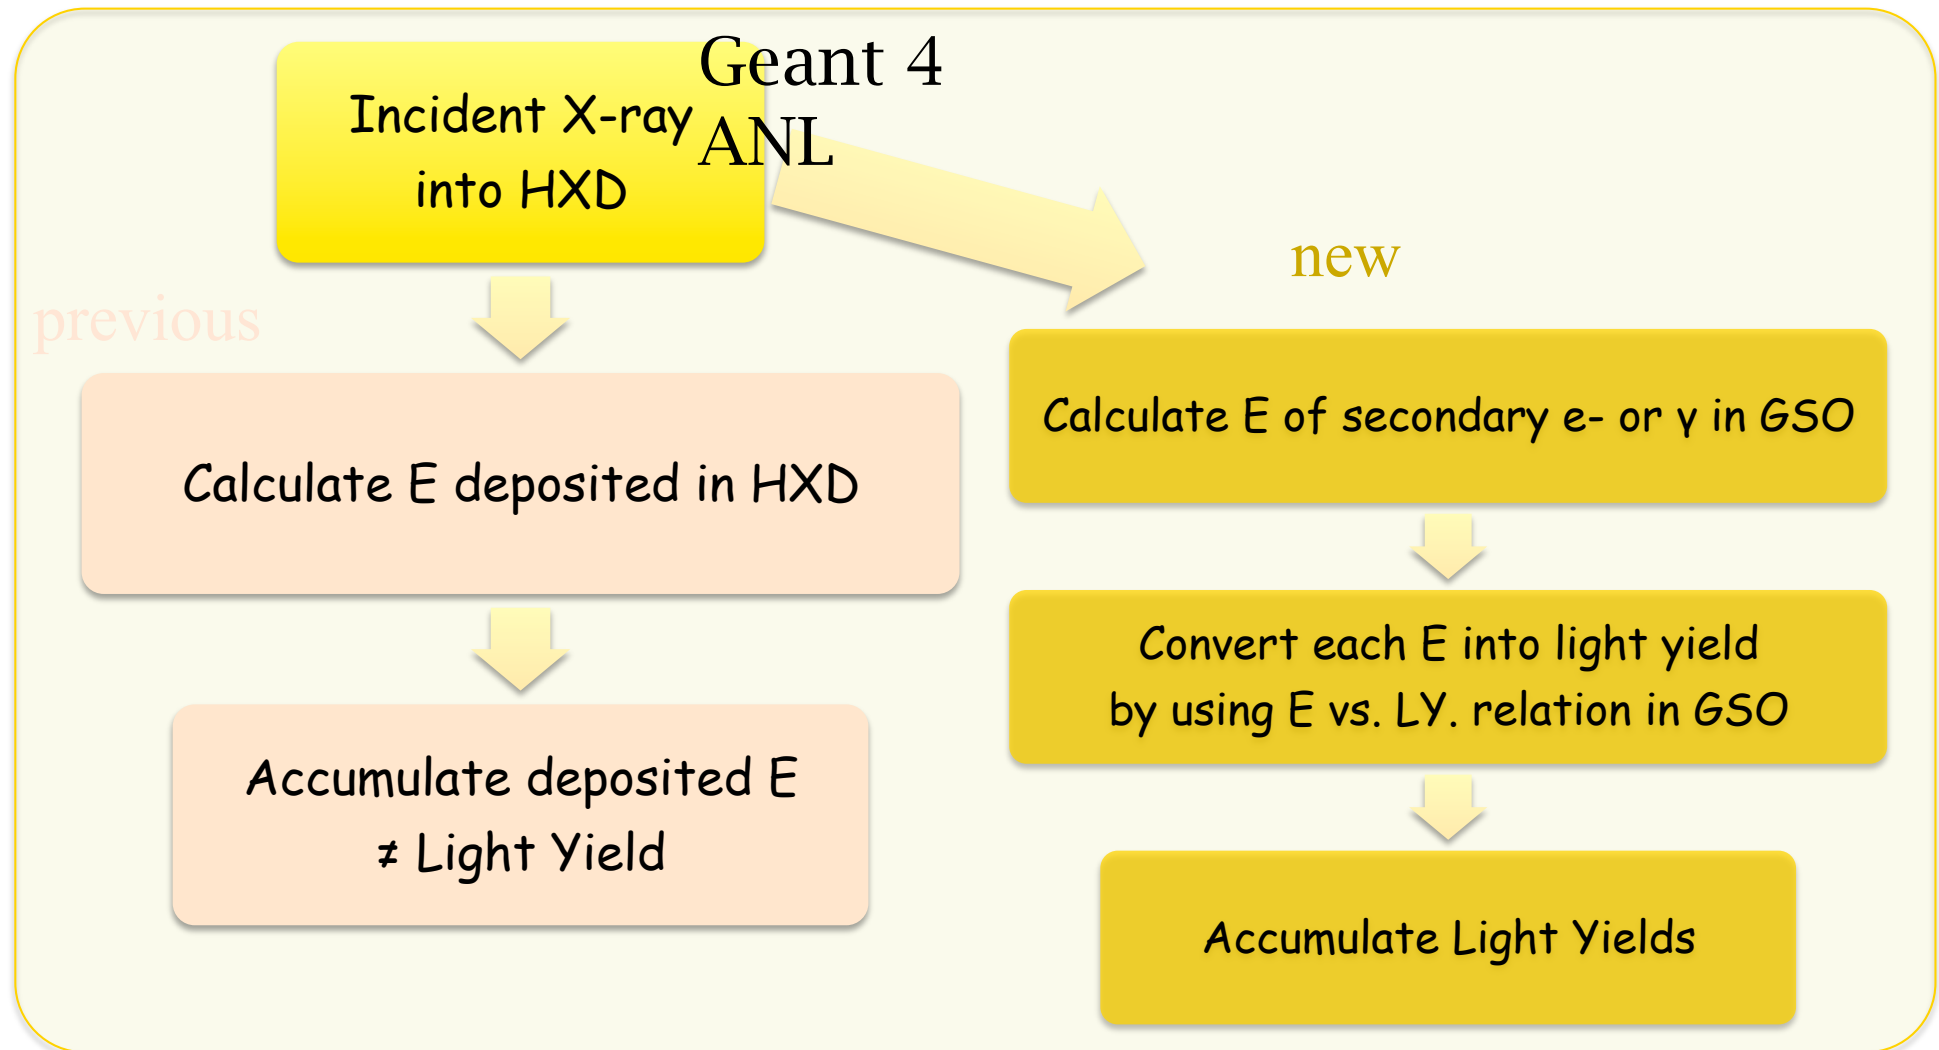 Geant 4
ANL
Incident X-ray
into HXD
previous
Calculate E deposited in HXD
Accumulate deposited E
≠ Light Yield
new
Calculate E of secondary e- or γ in GSO
Convert each E into light yield
by using E vs. LY. relation in GSO
Accumulate Light Yields